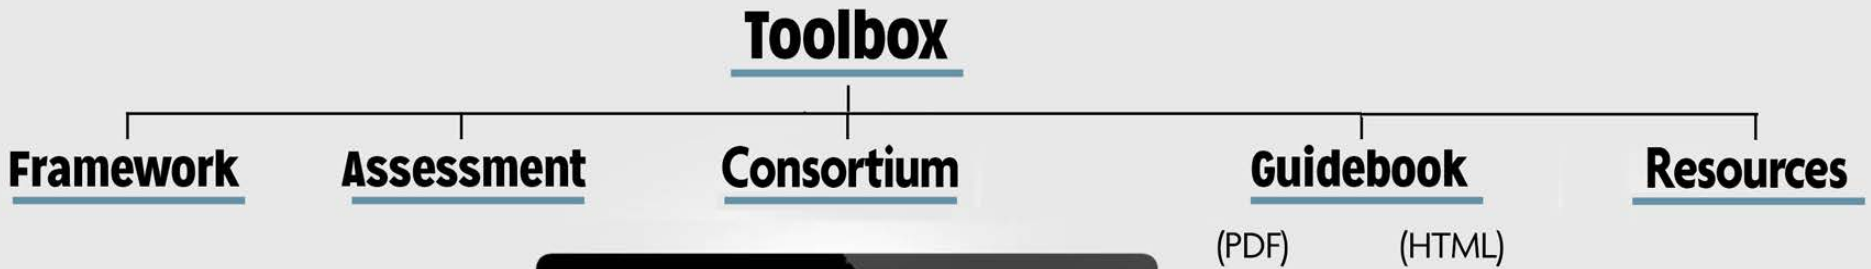 Toolbox
Framework Assessment Consortium Guidebook Resources
(PDF) (HTML)